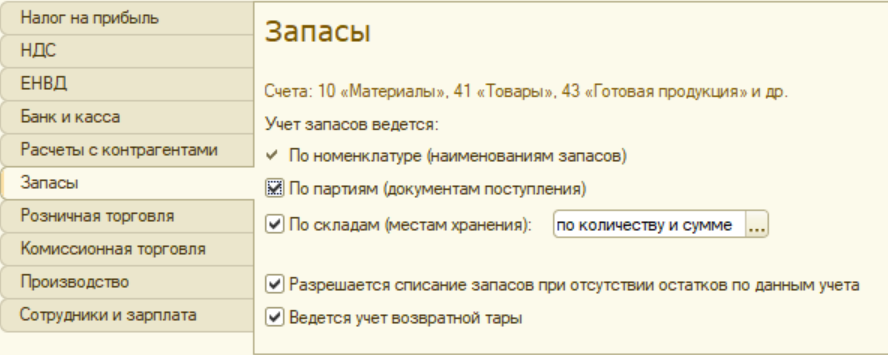 Налог на прибыль
НДС
ЕНВД
Банк и касса
Расчеты с контрагентами
Запасы
Розничная торговля
Комиссионная торговля
Производство
Сотрудники и зарплата
Запасы
Счета: 10 «Материалы», 41 «Товары», 43 «Готовая продукция» и др.
Учет запасов ведется:
По номенклатуре (наименованиям запасов)
По партиям (документам поступления)
По складам (местам хранения): по количеству и сумме ...
Разрешается списание запасов при отсутствии остатков по данным учета
Ведется учет возвратной тары